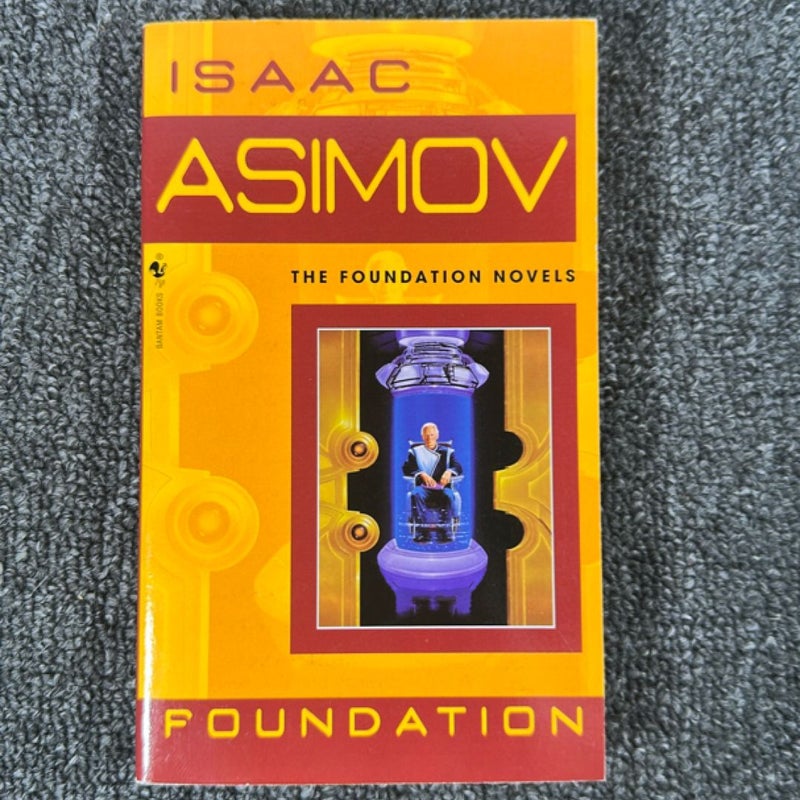 ISAAC
ASIMOV
THE FOUNDATION NOVELS
BANTAM BOOKS
®
FOUNDATION